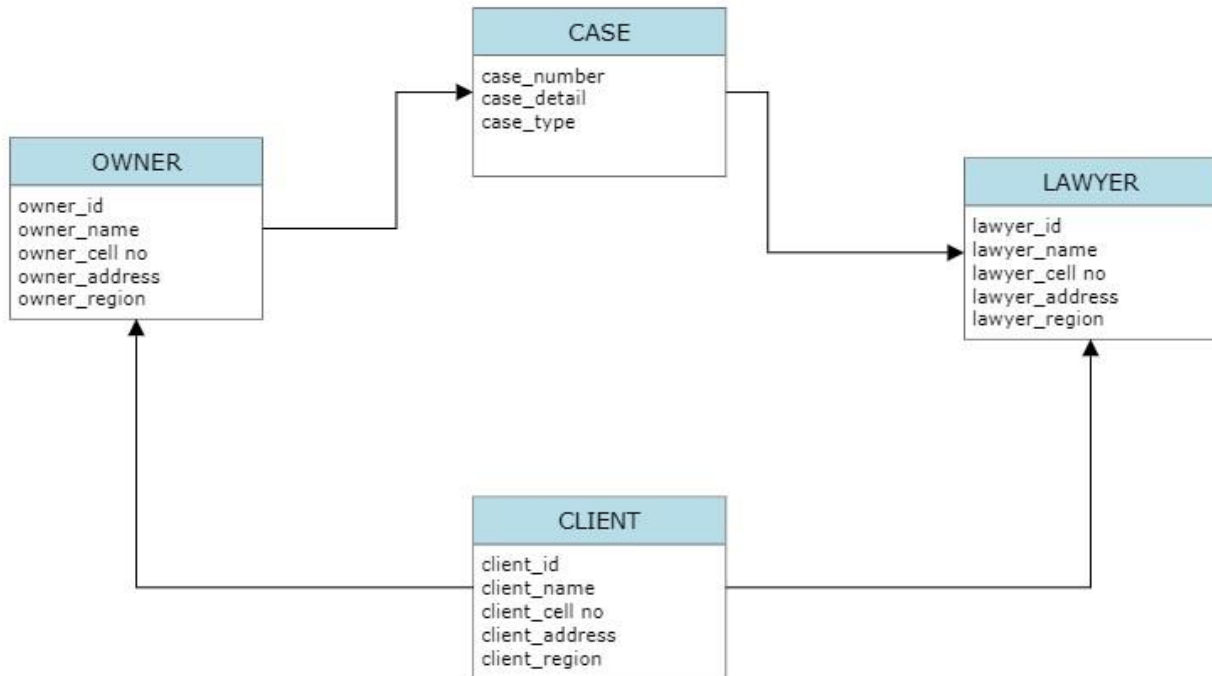 CASE
case_number
case_detail
case_type
OWNER
owner_id
owner_name
owner_cell no
owner_address
owner_region
LAWYER
lawyer_id
lawyer_name
lawyer_cell no
lawyer_address
lawyer_region
CLIENT
client_id
client_name
client_cell no
client_address
client_region